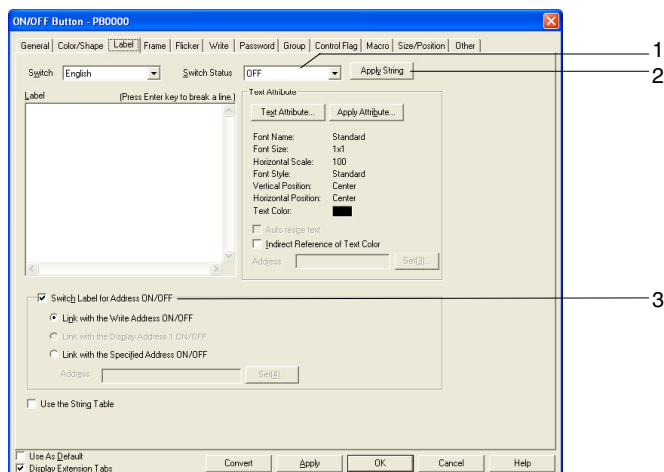 ON/OFF Button - PB0000
General Color/Shape Label Frame Flicker Write Password Group Control Flag Macro Size/Position Other
Switch English Switch Status OFF Apply String
1
2
Label (Press Enter key to break a line.)
Text Attribute
Text Attribute... Apply Attribute...
Font Name: Standard
Font Size: 1x1
Horizontal Scale: 100
Font Style: Standard
Vertical Position: Center
Horizontal Position: Center
Text Color:
Auto resize text
Indirect Reference of Text Color
Address Set(3)...
Switch Label for Address ON/OFF
3
Link with the Write Address ON/OFF
Link with the Display Address 1 ON/OFF
Link with the Specified Address ON/OFF
Address Set(4)...
Use the String Table
Use As Default
Display Extension Tabs
Convert Apply OK Cancel Help